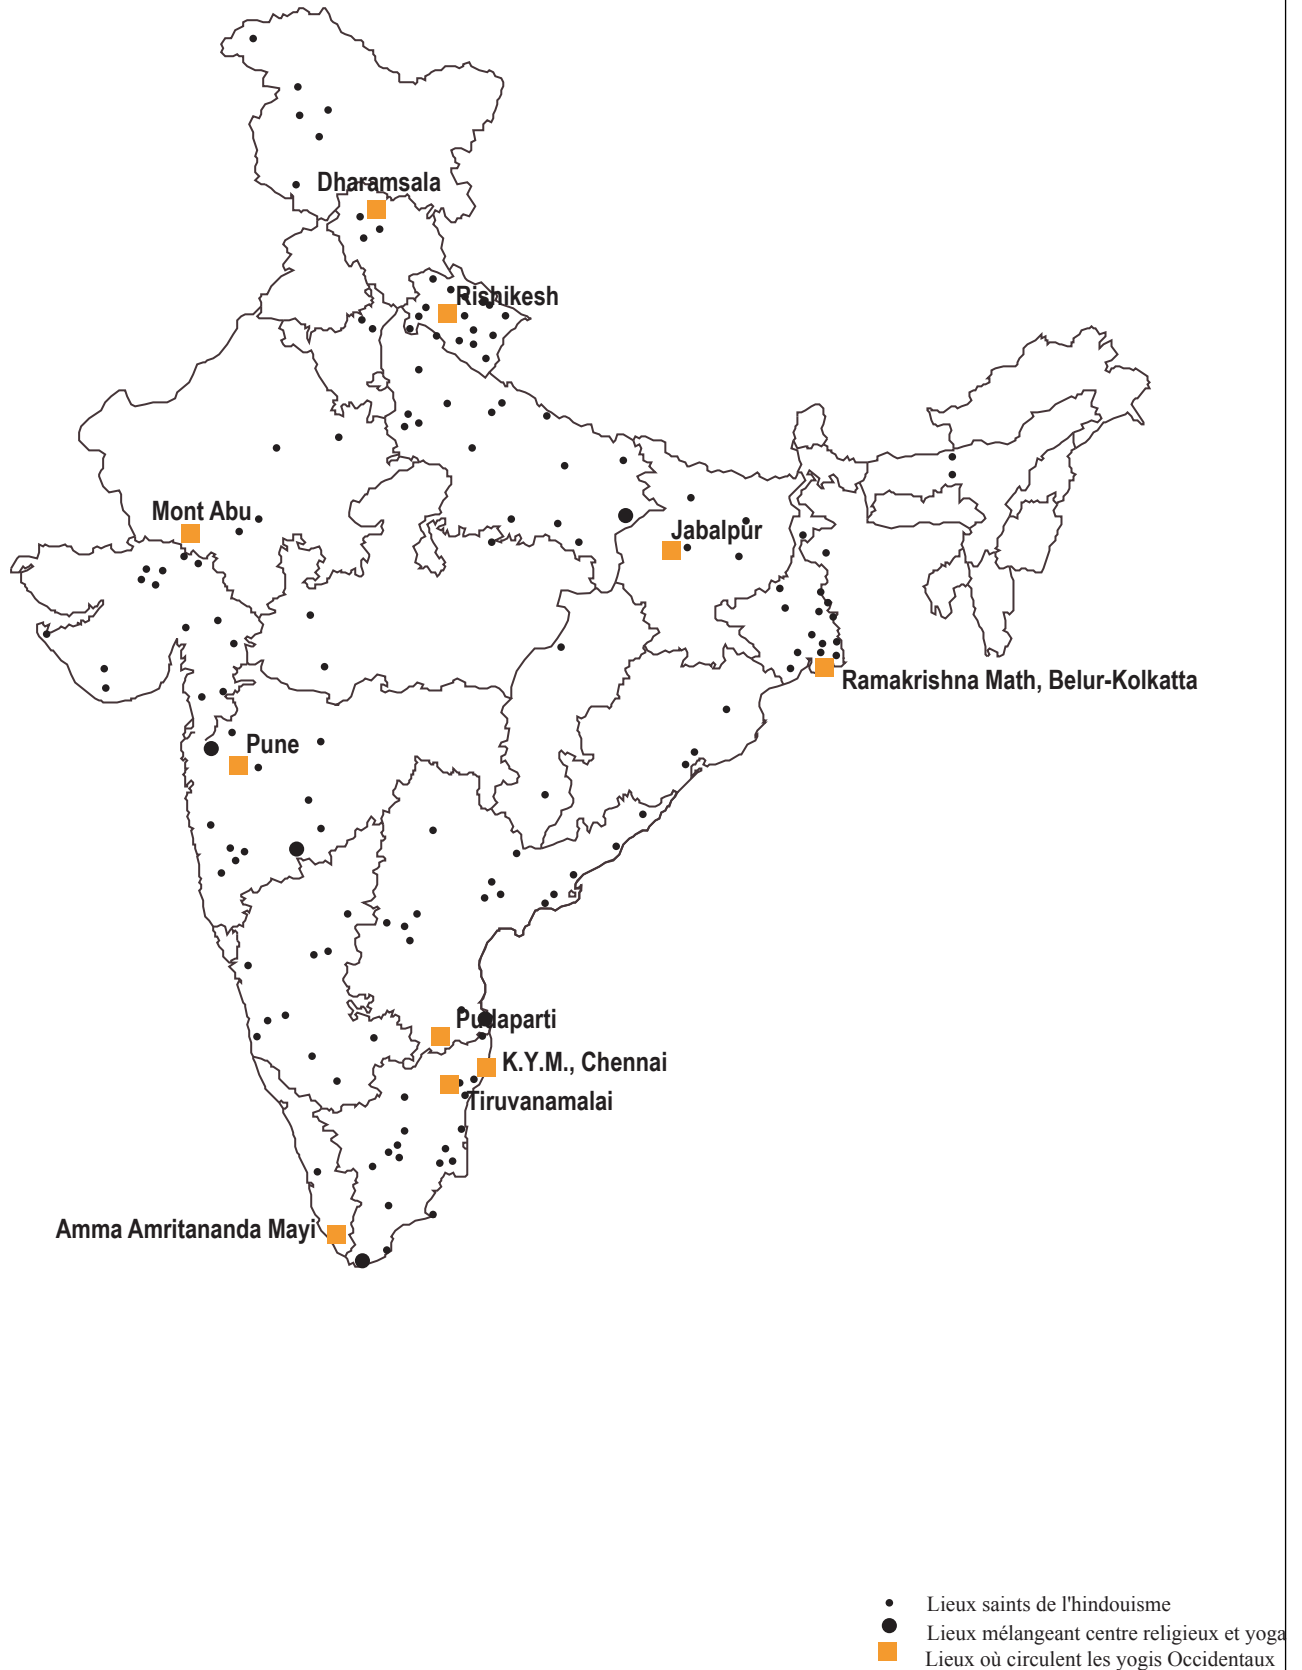 Dharamsala
Rishikesh
Mont Abu
Jabalpur
Ramakrishna Math, Belur-Kolkatta
Pune
Pudaparti
K.Y.M., Chennai
Tiruvanamalai
Amma Amritananda Mayi
Lieux saints de l'hindouisme
Lieux mélangeant centre religieux et yoga
Lieux où circulent les yogis Occidentaux